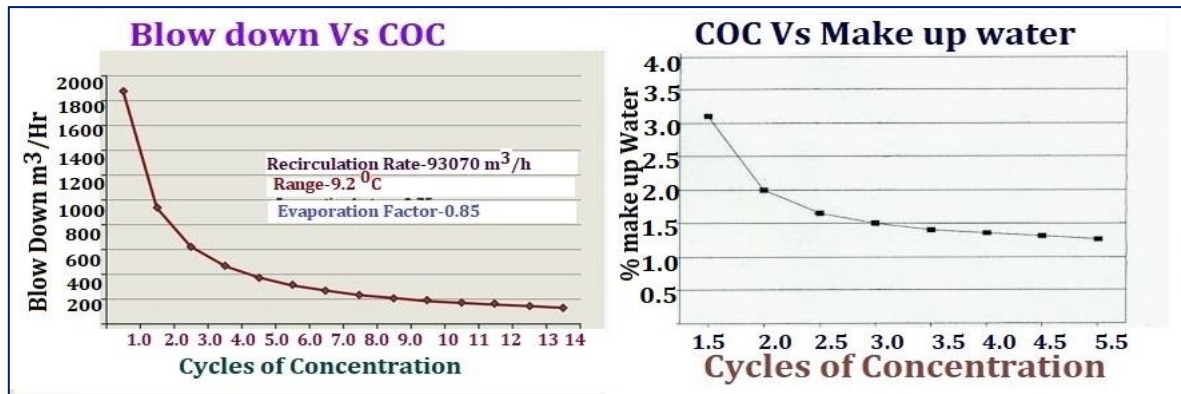 Blow down Vs COC
Blow Down m³/Hr
2000
1800
1600
1400
1200
1000
800
600
400
200
Recirculation Rate-93070 m³/h
Range-9.2 ⁰C
Evaporation Factor-0.85
1.0 2.0 3.0 4.0 5.0 6.0 7.0 8.0 9.0 10 11 12 13 14
Cycles of Concentration
COC Vs Make up water
% make up Water
4.0
3.5
3.0
2.5
2.0
1.5
1.0
0.5
1.5 2.0 2.5 3.0 3.5 4.0 4.5 5.5
Cycles of Concentration